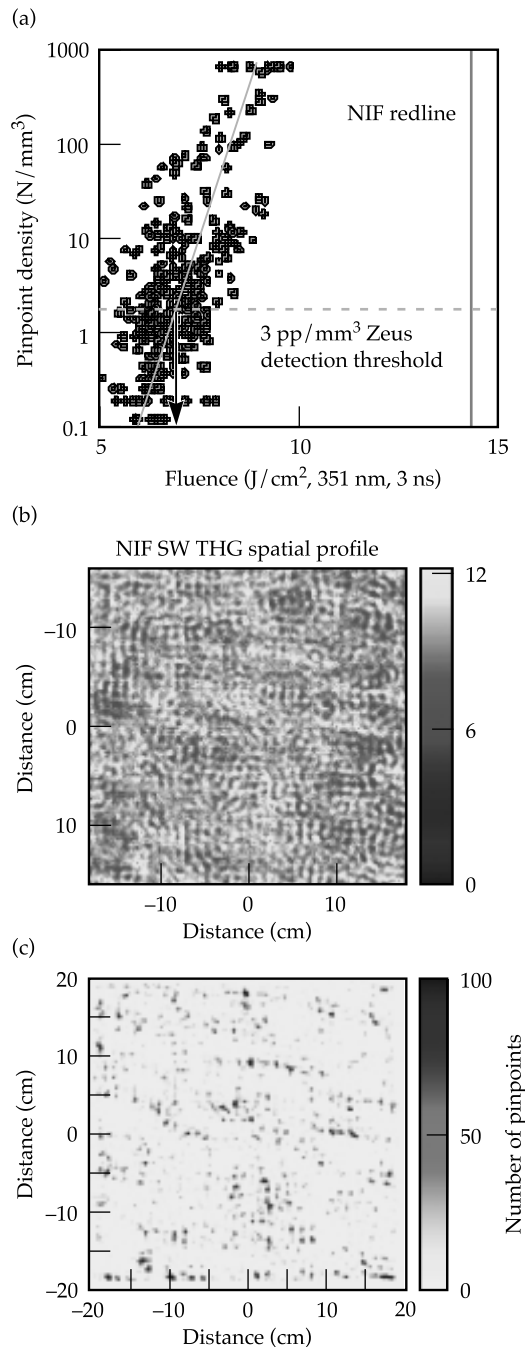 (a)
1000
100
10
1
0.1
Pinpoint density (N/mm³)
NIF redline
3 pp/mm³ Zeus
detection threshold
5
10
15
Fluence (J/cm², 351 nm, 3 ns)
(b)
NIF SW THG spatial profile
–10
0
10
Distance (cm)
12
6
0
–10
0
10
Distance (cm)
(c)
20
10
0
–10
–20
Distance (cm)
100
50
0
Number of pinpoints
–20
–10
0
10
20
Distance (cm)